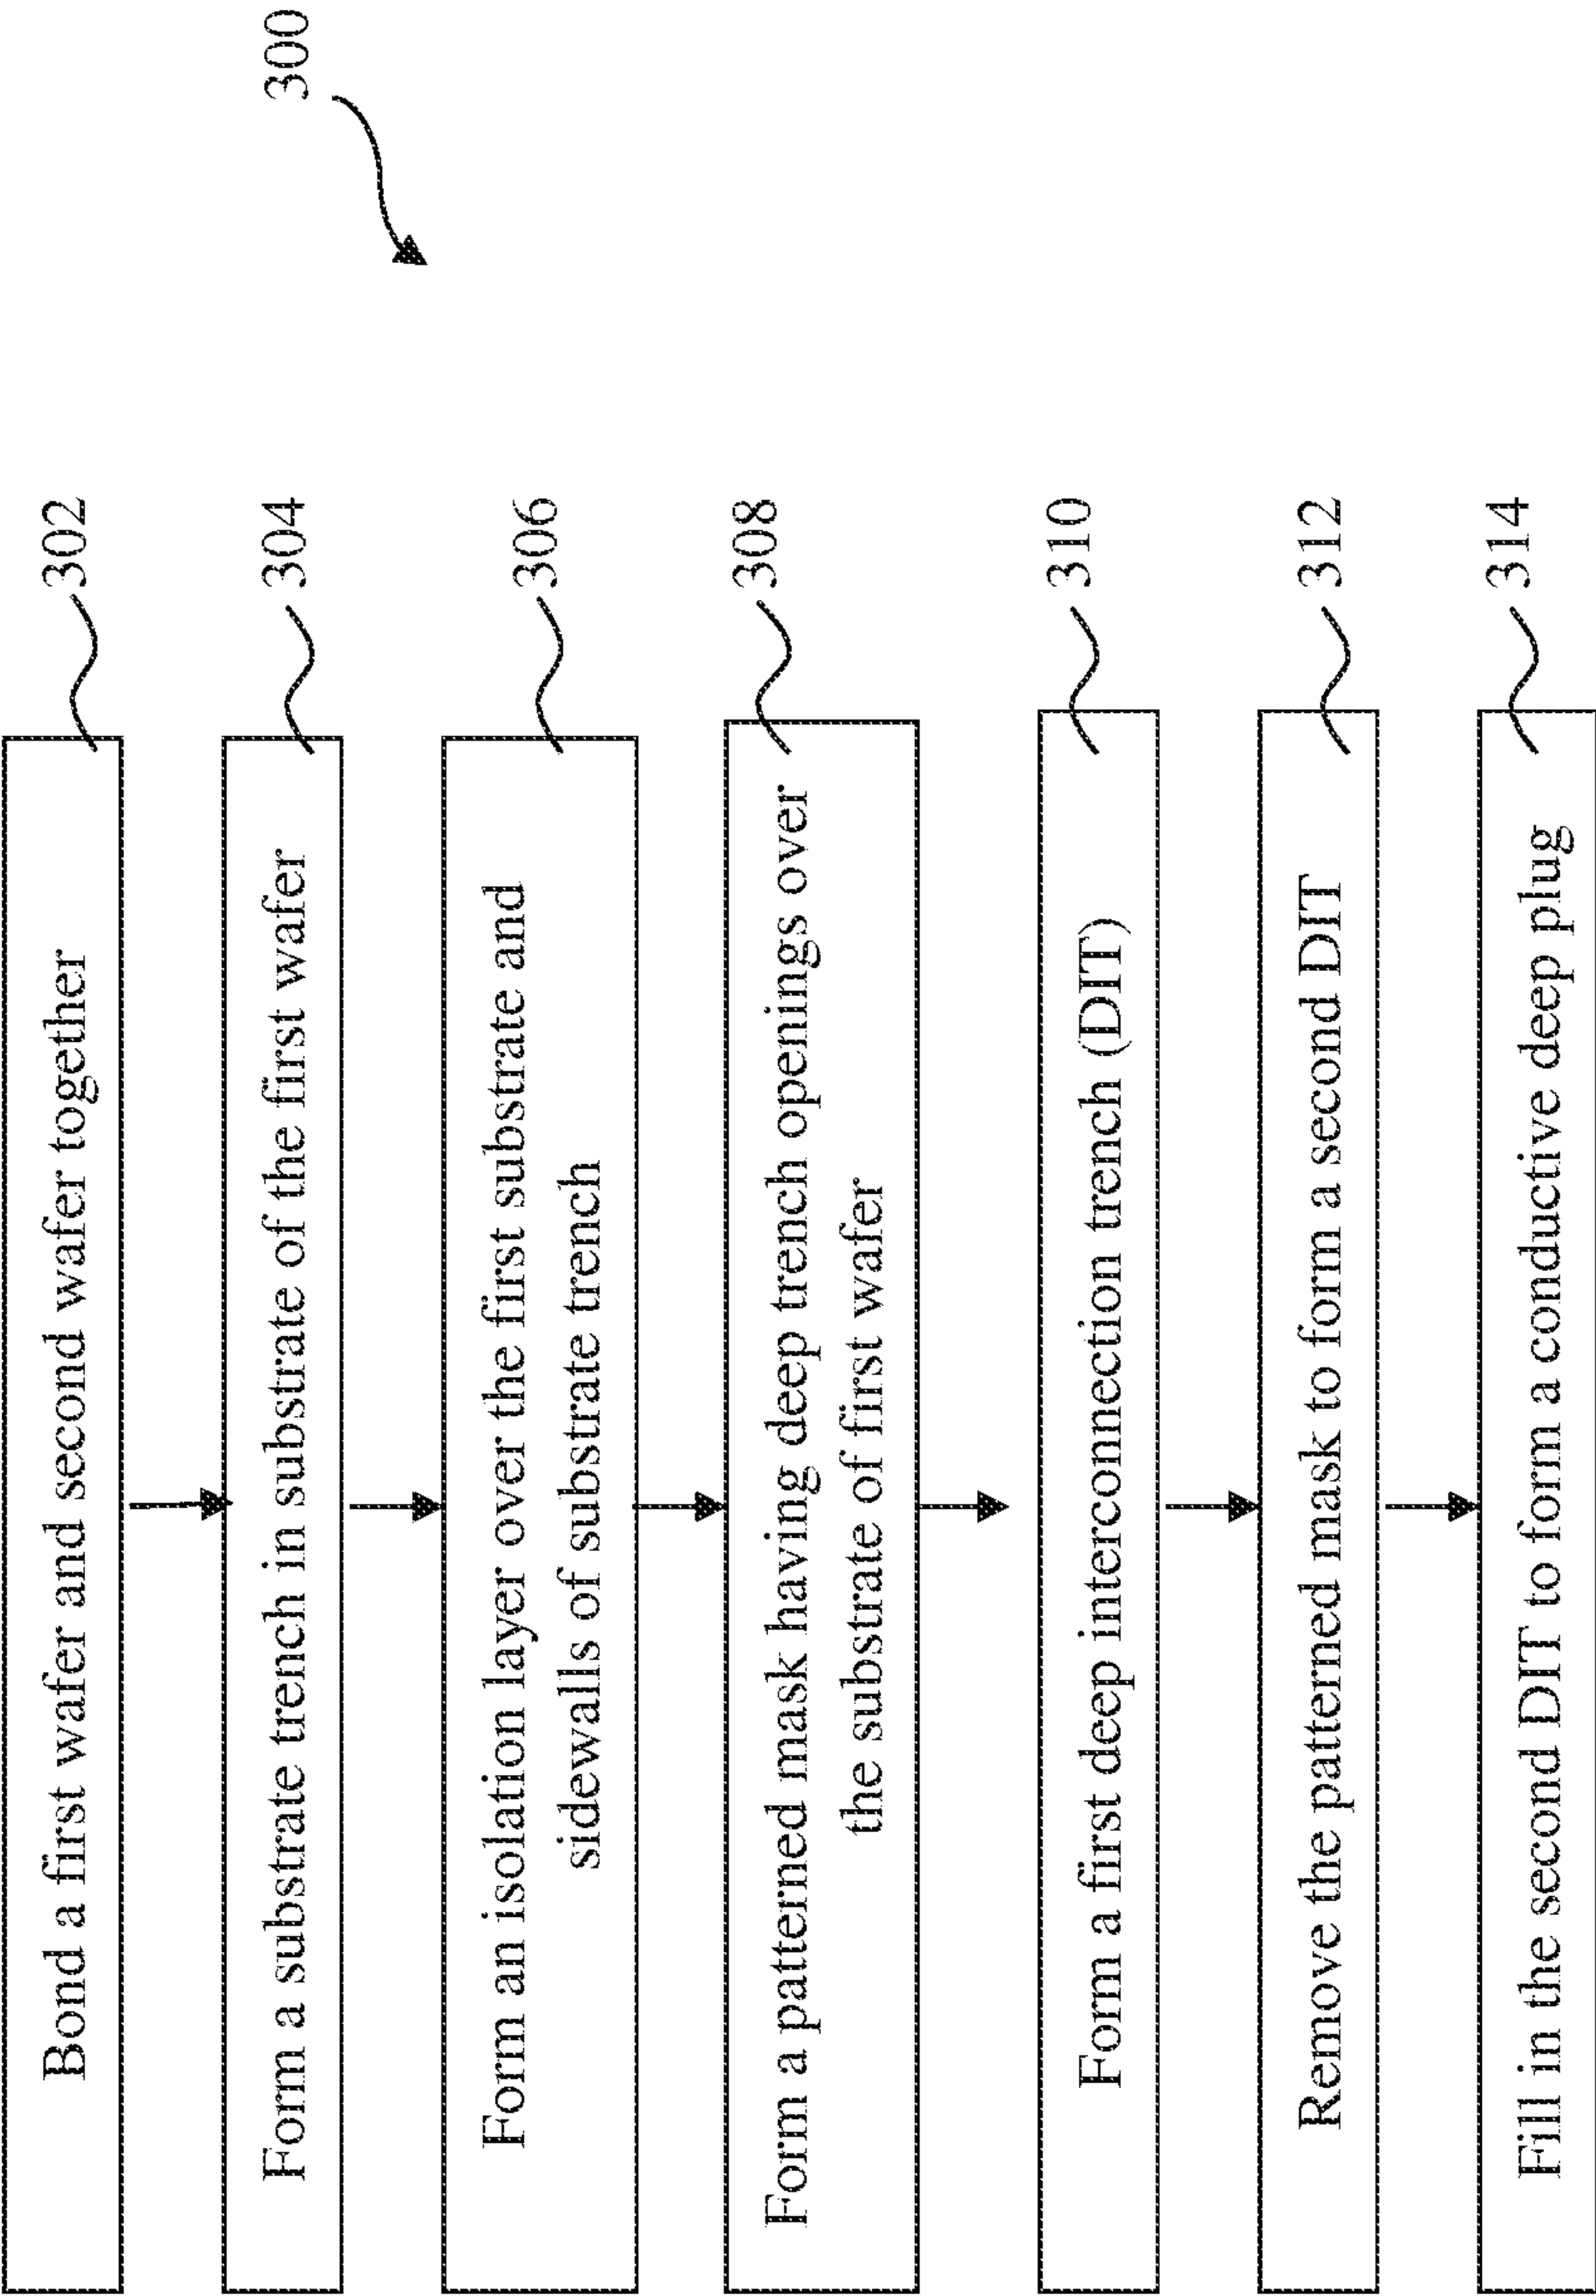 300
Bond a first wafer and second wafer together
302
Form a substrate trench in substrate of the first wafer
304
Form an isolation layer over the first substrate and
sidewalls of substrate trench
306
Form a patterned mask having deep trench openings over
the substrate of first wafer
308
Form a first deep interconnection trench (DIT)
310
Remove the patterned mask to form a second DIT
312
Fill in the second DIT to form a conductive deep plug
314